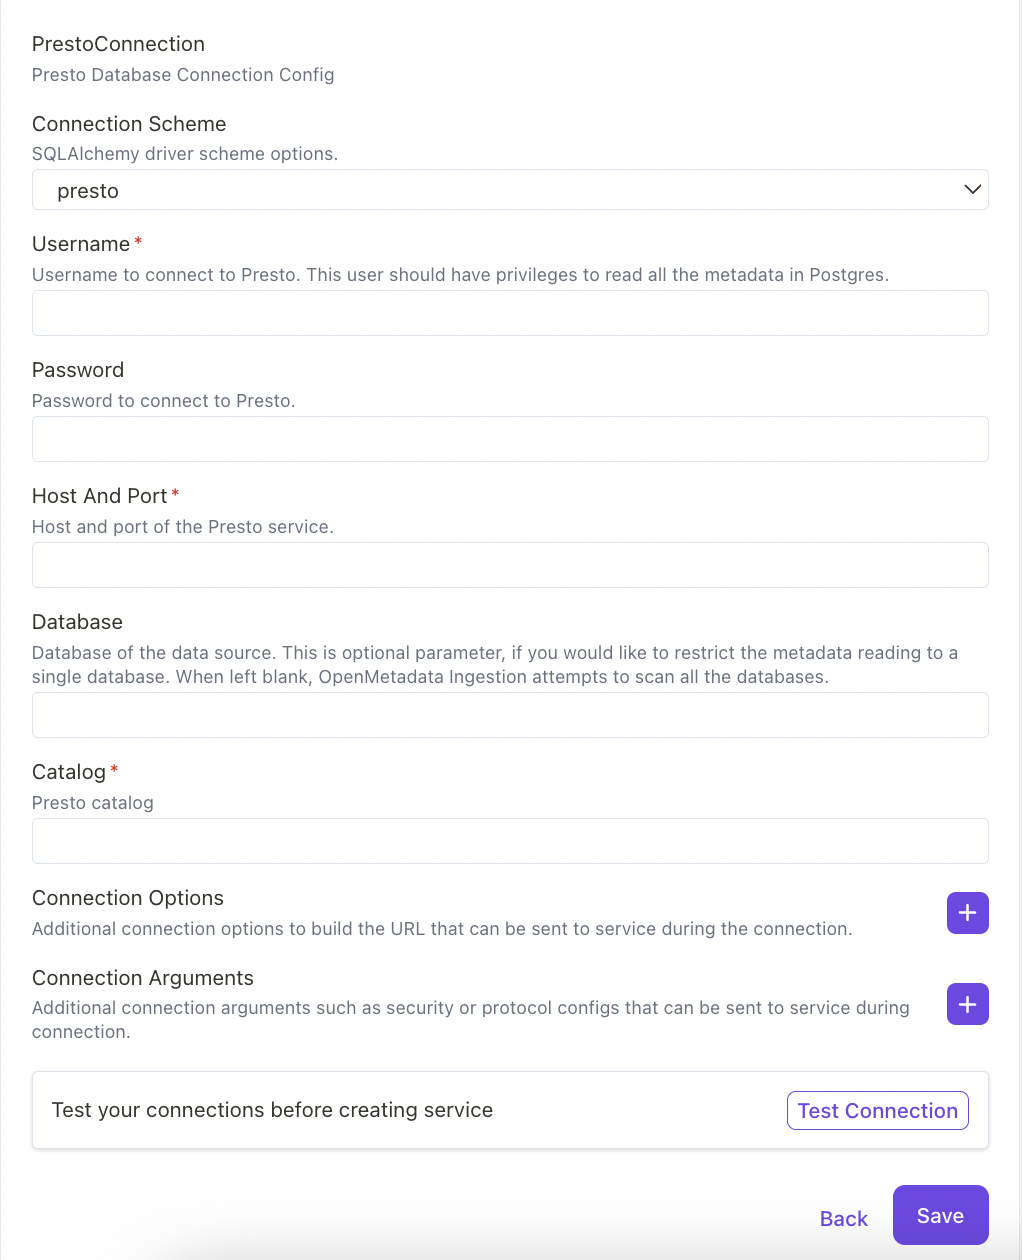 PrestoConnection
Presto Database Connection Config
Connection Scheme
SQLAlchemy driver scheme options.
presto
Username*
Username to connect to Presto. This user should have privileges to read all the metadata in Postgres.
Password
Password to connect to Presto.
Host And Port*
Host and port of the Presto service.
Database
Database of the data source. This is optional parameter, if you would like to restrict the metadata reading to a
single database. When left blank, OpenMetadata Ingestion attempts to scan all the databases.
Catalog*
Presto catalog
Connection Options
Additional connection options to build the URL that can be sent to service during the connection.
Connection Arguments
Additional connection arguments such as security or protocol configs that can be sent to service during
connection.
Test your connections before creating service
Test Connection
Back
Save